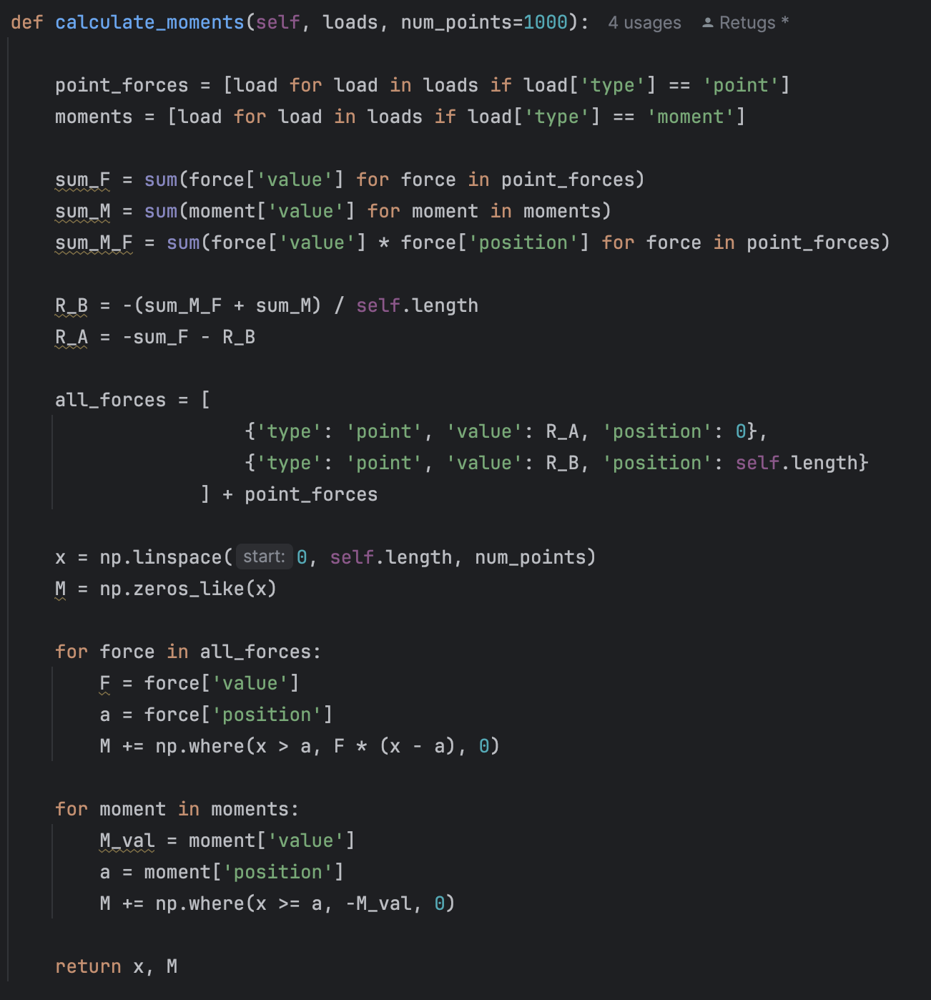 def calculate_moments(self, loads, num_points=1000): 4 usages Retugs *
point_forces = [load for load in loads if load['type'] == 'point']
moments = [load for load in loads if load['type'] == 'moment']
sum_F = sum(force['value'] for force in point_forces)
sum_M = sum(moment['value'] for moment in moments)
sum_M_F = sum(force['value'] * force['position'] for force in point_forces)
R_B = -(sum_M_F + sum_M) / self.length
R_A = -sum_F - R_B
all_forces = [
{'type': 'point', 'value': R_A, 'position': 0},
{'type': 'point', 'value': R_B, 'position': self.length}
] + point_forces
x = np.linspace( start: 0, self.length, num_points)
M = np.zeros_like(x)
for force in all_forces:
F = force['value']
a = force['position']
M += np.where(x > a, F * (x - a), 0)
for moment in moments:
M_val = moment['value']
a = moment['position']
M += np.where(x >= a, -M_val, 0)
return x, M